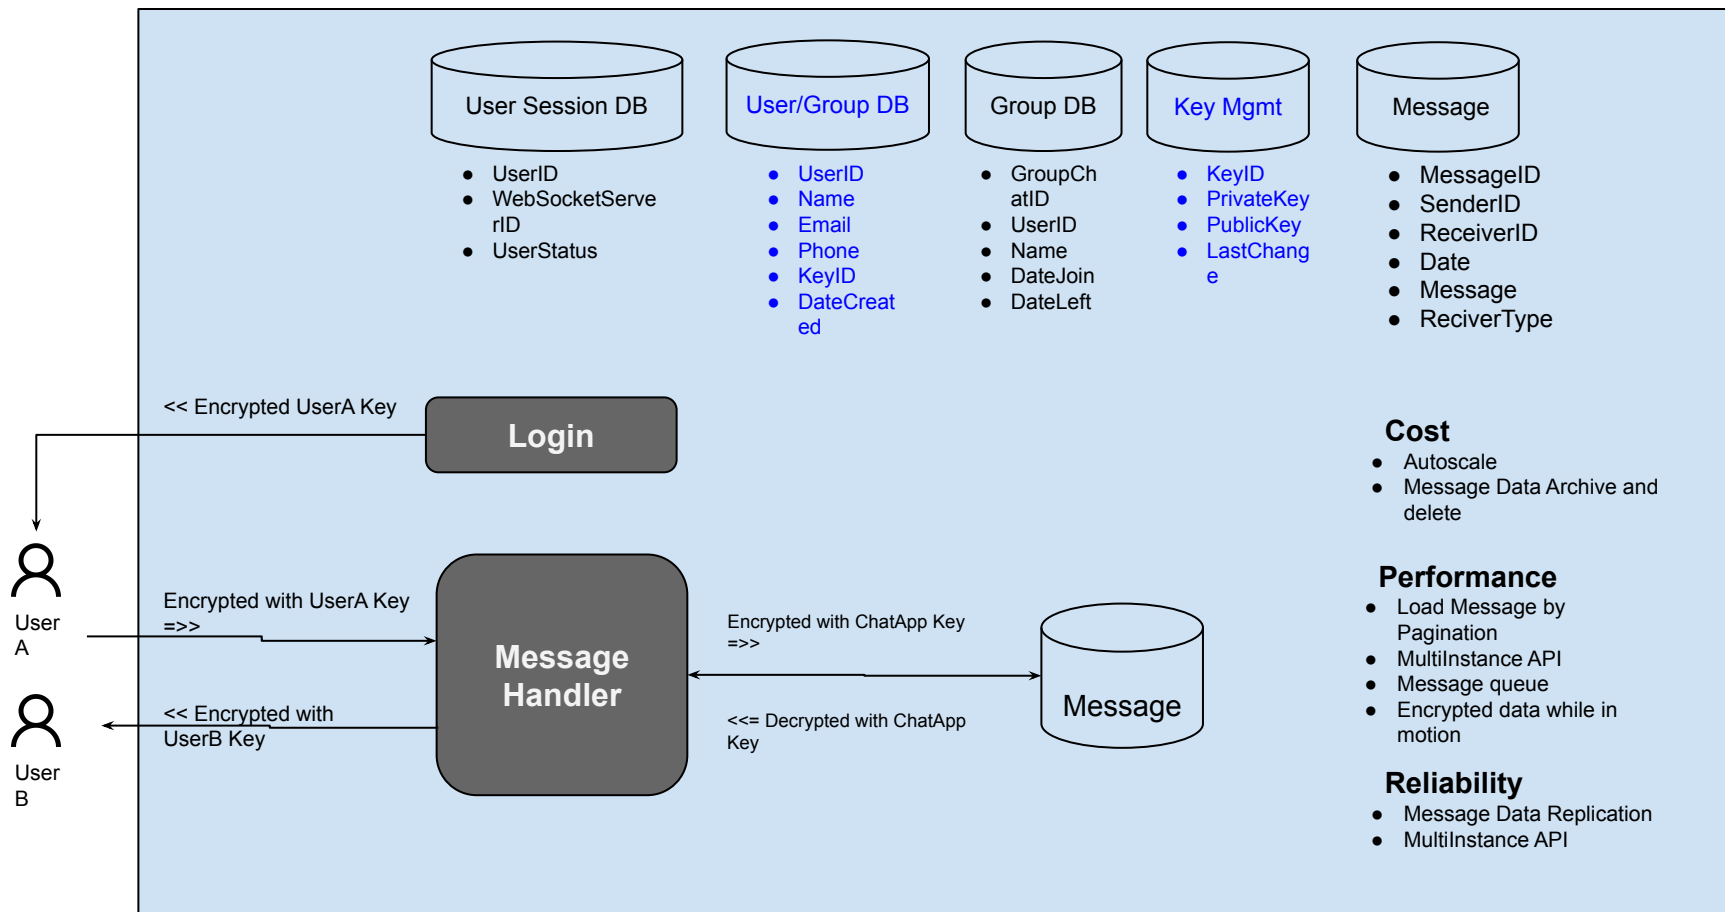 User Session DB
User/Group DB
Group DB
Key Mgmt
Message
● UserID
● WebSocketServe
rID
● UserStatus
● UserID
● Name
● Email
● Phone
● KeyID
● DateCreat
ed
● GroupCh
atID
● UserID
● Name
● DateJoin
● DateLeft
● KeyID
● PrivateKey
● PublicKey
● LastChang
e
● MessageID
● SenderID
● ReceiverID
● Date
● Message
● ReciverType
<< Encrypted UserA Key
Login
User
A
Encrypted with UserA Key
=>>
Message
Handler
Encrypted with ChatApp Key
=>>
<< Encrypted with
UserB Key
<<= Decrypted with ChatApp
Key
Message
User
B
Cost
● Autoscale
● Message Data Archive and
delete
Performance
● Load Message by
Pagination
● MultiInstance API
● Message queue
● Encrypted data while in
motion
Reliability
● Message Data Replication
● MultiInstance API